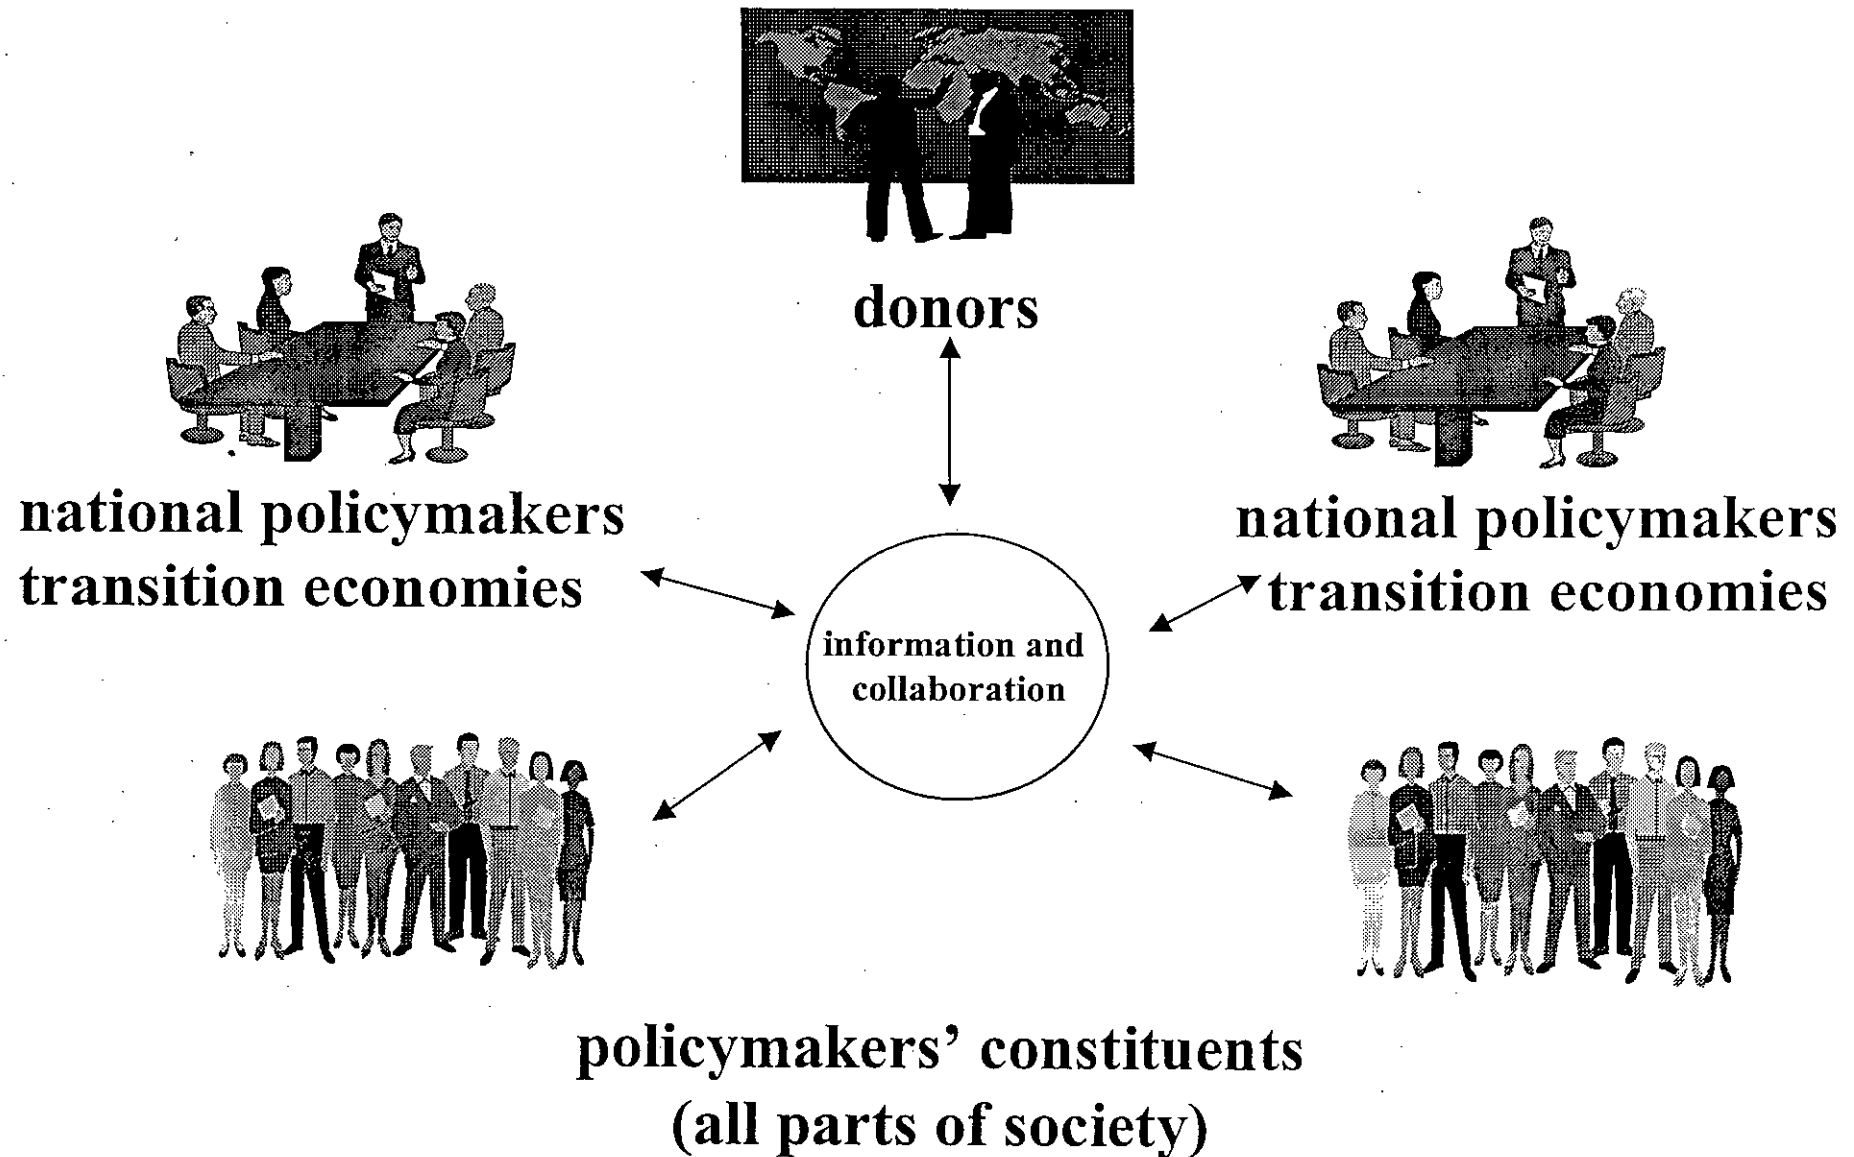 donors
national policymakers
transition economies
national policymakers
transition economies
information and
collaboration
policymakers’ constituents
(all parts of society)